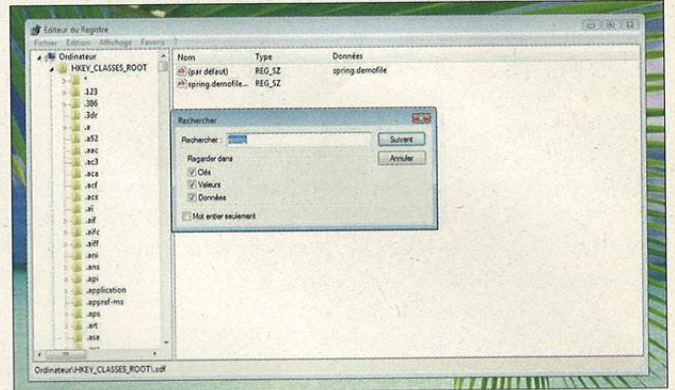 Éditeur du Registre
Fichier Edition Affichage Favoris ?
Ordinateur
HKEY_CLASSES_ROOT
*
.123
.386
.3dr
.a
.a52
.aac
.ac3
.aca
.acf
.acs
.ai
.aif
.aifc
.aiff
.ani
.ans
.api
.application
.appref-ms
.aps
.art
.asa
Nom Type Données
(par défaut) REG_SZ spring.demofile
spring.demofile... REG_SZ
Rechercher
Rechercher : spring
Suivant
Regarder dans
Annuler
Clés
Valeurs
Données
Mot entier seulement
Ordinateur\HKEY_CLASSES_ROOT\.sdf